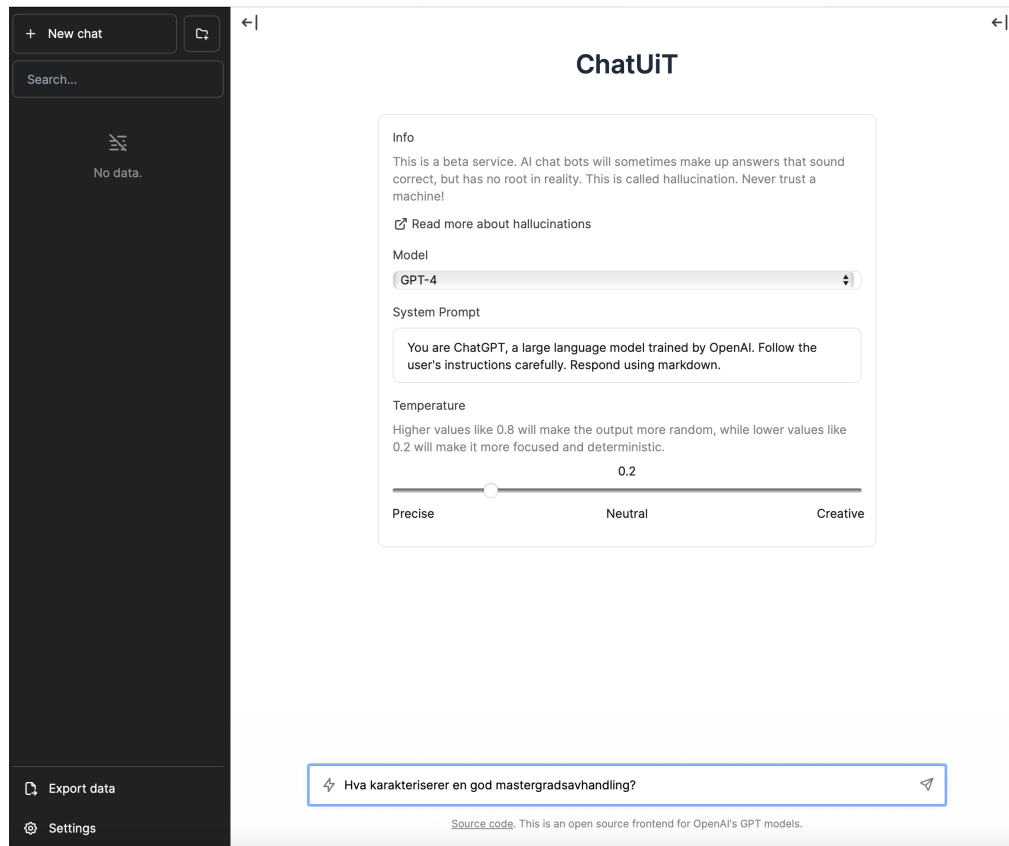 New chat
Search...
No data.
Export data
Settings
ChatUiT
Info
This is a beta service. AI chat bots will sometimes make up answers that sound
correct, but has no root in reality. This is called hallucination. Never trust a
machine!
Read more about hallucinations
Model
GPT-4
System Prompt
You are ChatGPT, a large language model trained by OpenAI. Follow the
user's instructions carefully. Respond using markdown.
Temperature
Higher values like 0.8 will make the output more random, while lower values like
0.2 will make it more focused and deterministic.
0.2
Precise Neutral Creative
Hva karakteriserer en god mastergradsavhandling?
Source code. This is an open source frontend for OpenAI's GPT models.